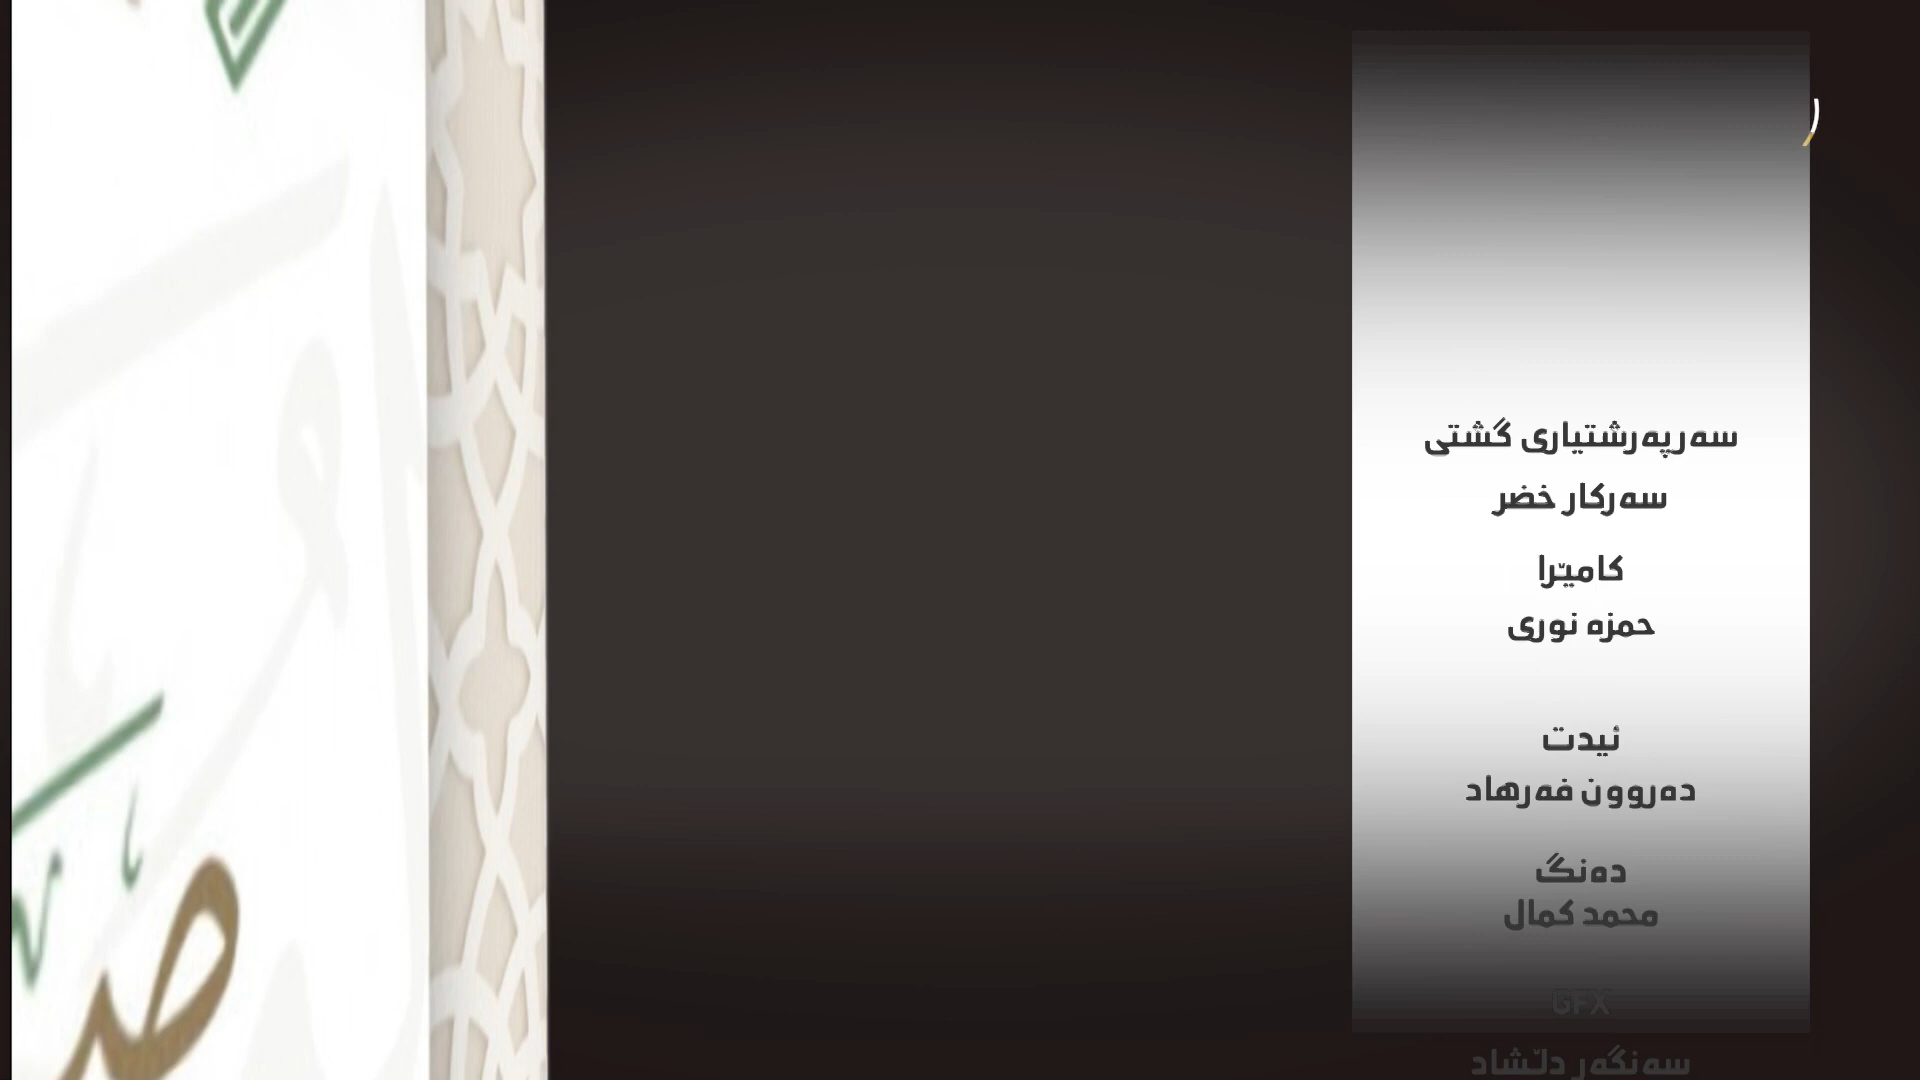 سەرپەرشتیاری گشتی
سەرکار خضر
کامێرا
حمزە نوری
ئیدت
دەروون فەرهاد
دەنگ
محمد کمال
GFX
سەنگەر دڵشاد